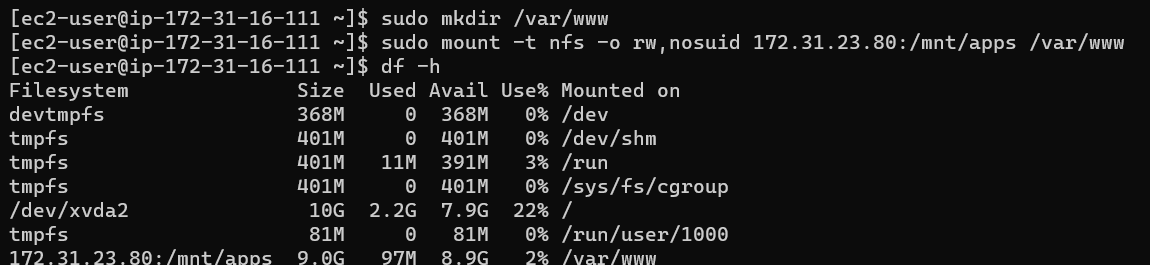 [ec2-user@ip-172-31-16-111 ~]$ sudo mkdir /var/www
[ec2-user@ip-172-31-16-111 ~]$ sudo mount -t nfs -o rw,nosuid 172.31.23.80:/mnt/apps /var/www
[ec2-user@ip-172-31-16-111 ~]$ df -h
Filesystem Size Used Avail Use% Mounted on
devtmpfs 368M 0 368M 0% /dev
tmpfs 401M 0 401M 0% /dev/shm
tmpfs 401M 11M 391M 3% /run
tmpfs 401M 0 401M 0% /sys/fs/cgroup
/dev/xvda2 10G 2.2G 7.9G 22% /
tmpfs 81M 0 81M 0% /run/user/1000
172.31.23.80:/mnt/apps 9.0G 97M 8.9G 2% /var/www